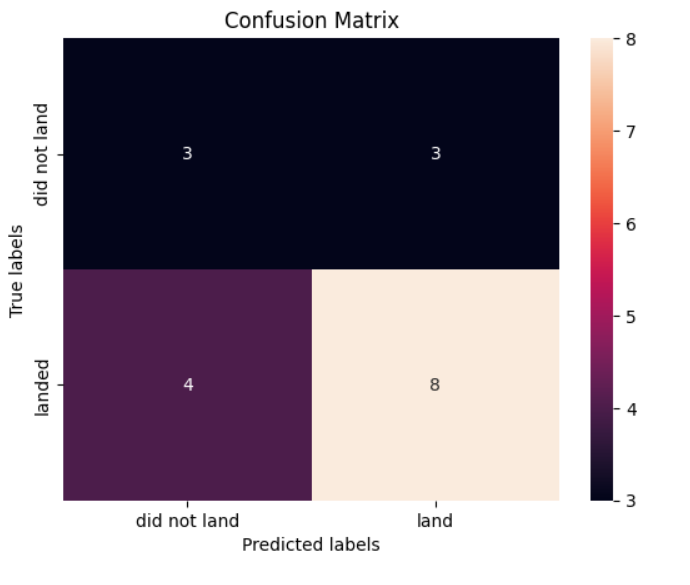 Confusion Matrix
True labels
did not land
landed
3
3
4
8
did not land
land
Predicted labels
8
7
6
5
4
3